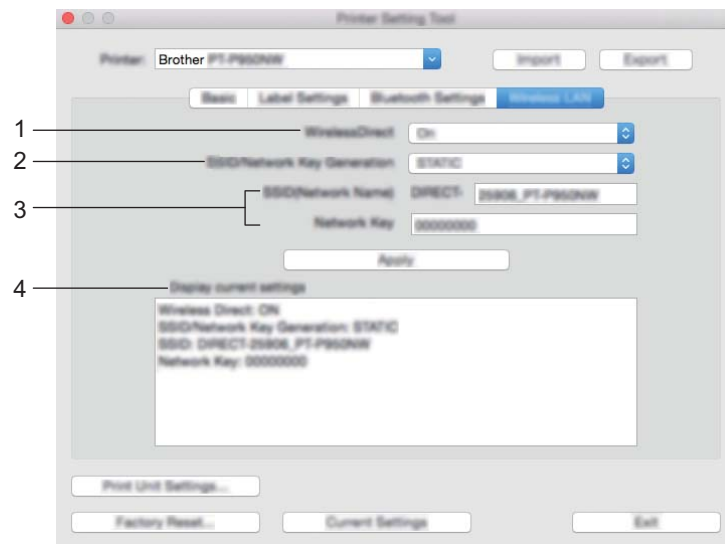 Printer Setting Tool
Printer: Brother PT-P950NW
Import
Export
Basic
Label Settings
Bluetooth Settings
Wireless LAN
1
WirelessDirect
On
2
SSID/Network Key Generation
STATIC
3
SSID(Network Name)
DIRECT-
25908_PT-P950NW
Network Key
00000000
Apply
4
Display current settings
Wireless Direct: ON
SSID/Network Key Generation: STATIC
SSID: DIRECT-25908_PT-P950NW
Network Key: 00000000
Print Unit Settings...
Factory Reset...
Current Settings
Exit